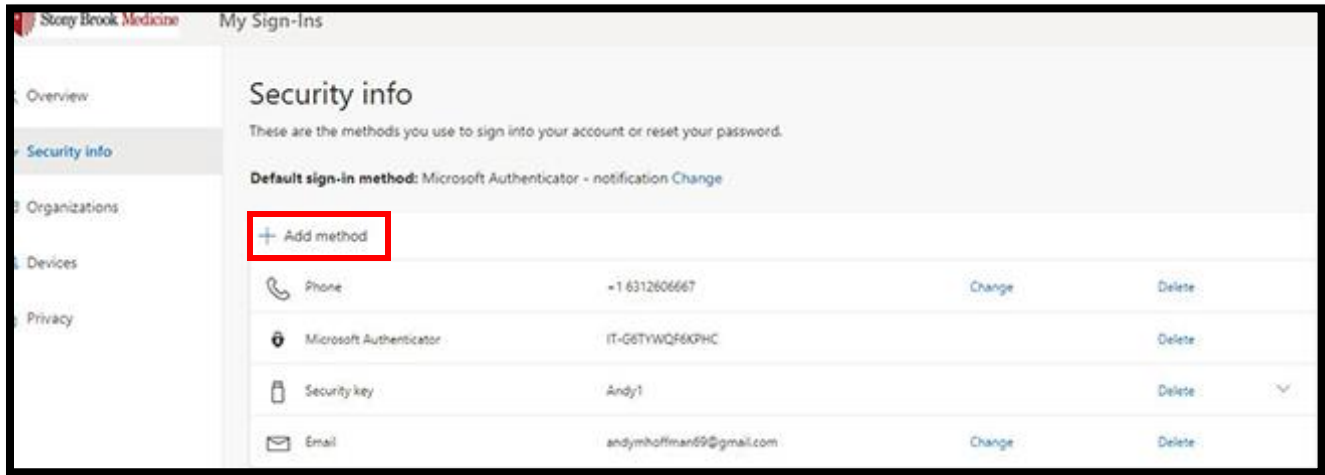 Stony Brook Medicine My Sign-Ins
Overview
Security info
Organizations
Devices
Privacy
Security info
These are the methods you use to sign into your account or reset your password.
Default sign-in method: Microsoft Authenticator - notification Change
Add method
Phone +1 6312606667 Change Delete
Microsoft Authenticator Delete
Security key Andy1 Delete
Email andymhoffman69@gmail.com Change Delete